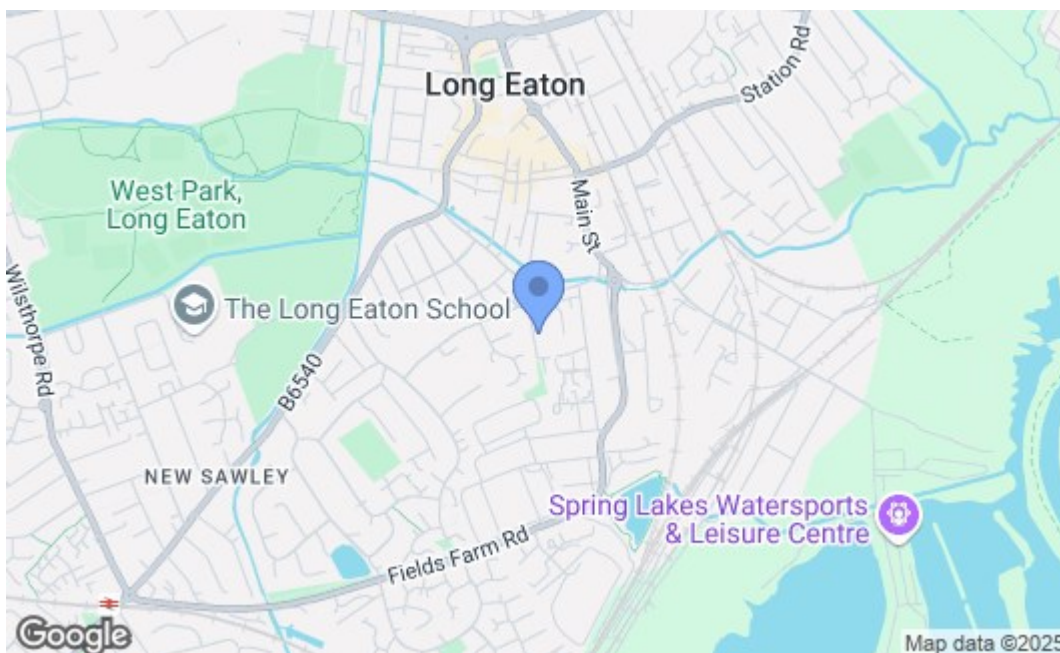 Long Eaton
Station Rd
West Park,
Long Eaton
Main St
Wilsthorpe Rd
The Long Eaton School
B6540
NEW SAWLEY
Spring Lakes Watersports
& Leisure Centre
Fields Farm Rd
Google
Map data ©2025